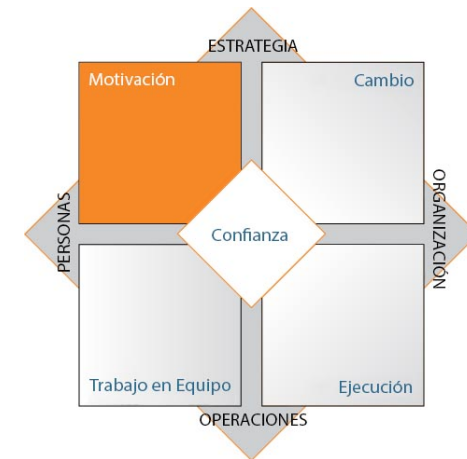 ESTRATEGIA
Motivación
Cambio
PERSONAS
Confianza
ORGANIZACIÓN
Trabajo en Equipo
Ejecución
OPERACIONES